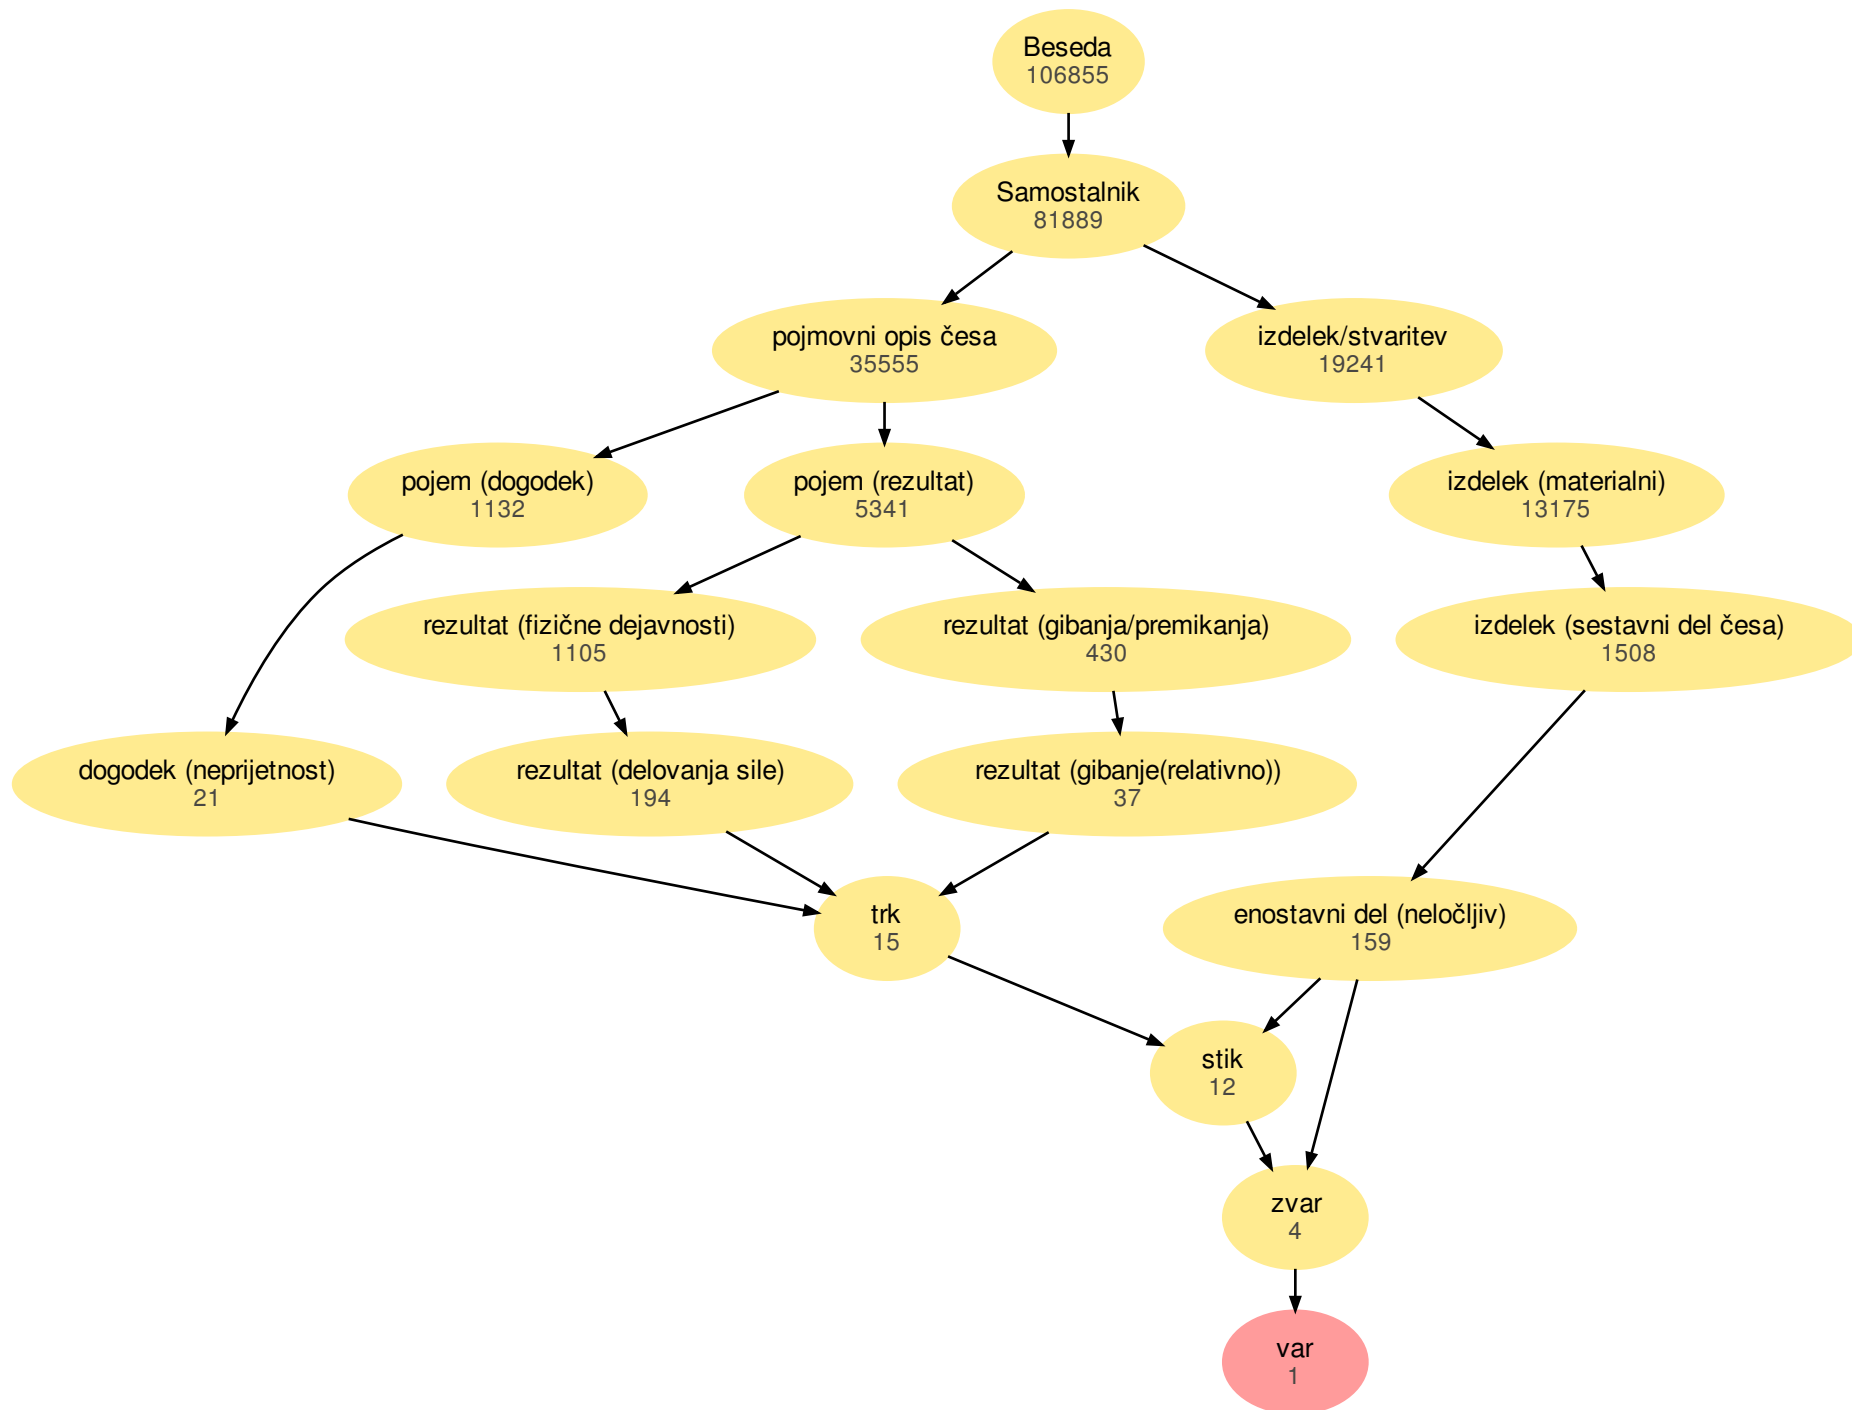 Beseda
106855
Samostalnik
81889
pojmovni opis česa
35555
izdelek/stvaritev
19241
pojem (dogodek)
1132
pojem (rezultat)
5341
izdelek (materialni)
13175
rezultat (fizične dejavnosti)
1105
rezultat (gibanja/premikanja)
430
izdelek (sestavni del česa)
1508
dogodek (neprijetnost)
21
rezultat (delovanja sile)
194
rezultat (gibanje(relativno))
37
trk
15
enostavni del (neločljiv)
159
stik
12
zvar
4
var
1